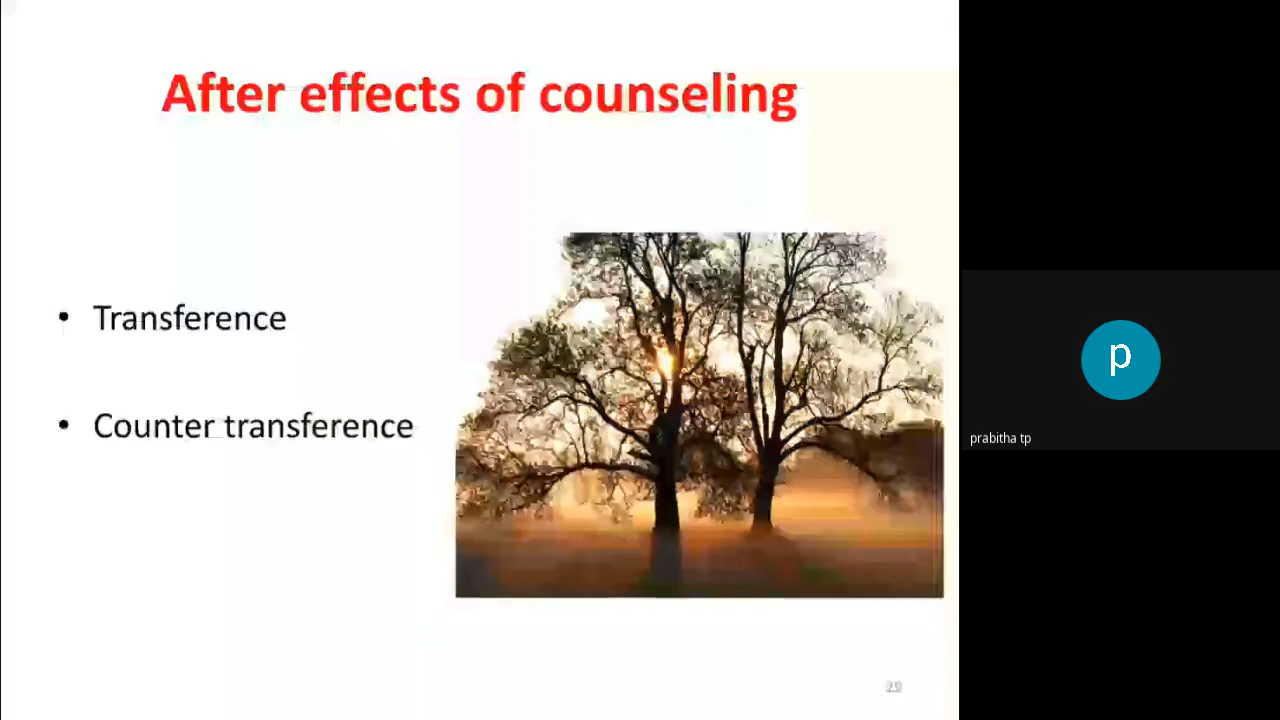 After effects of counseling
• Transference
• Counter transference
p
prabitha tp